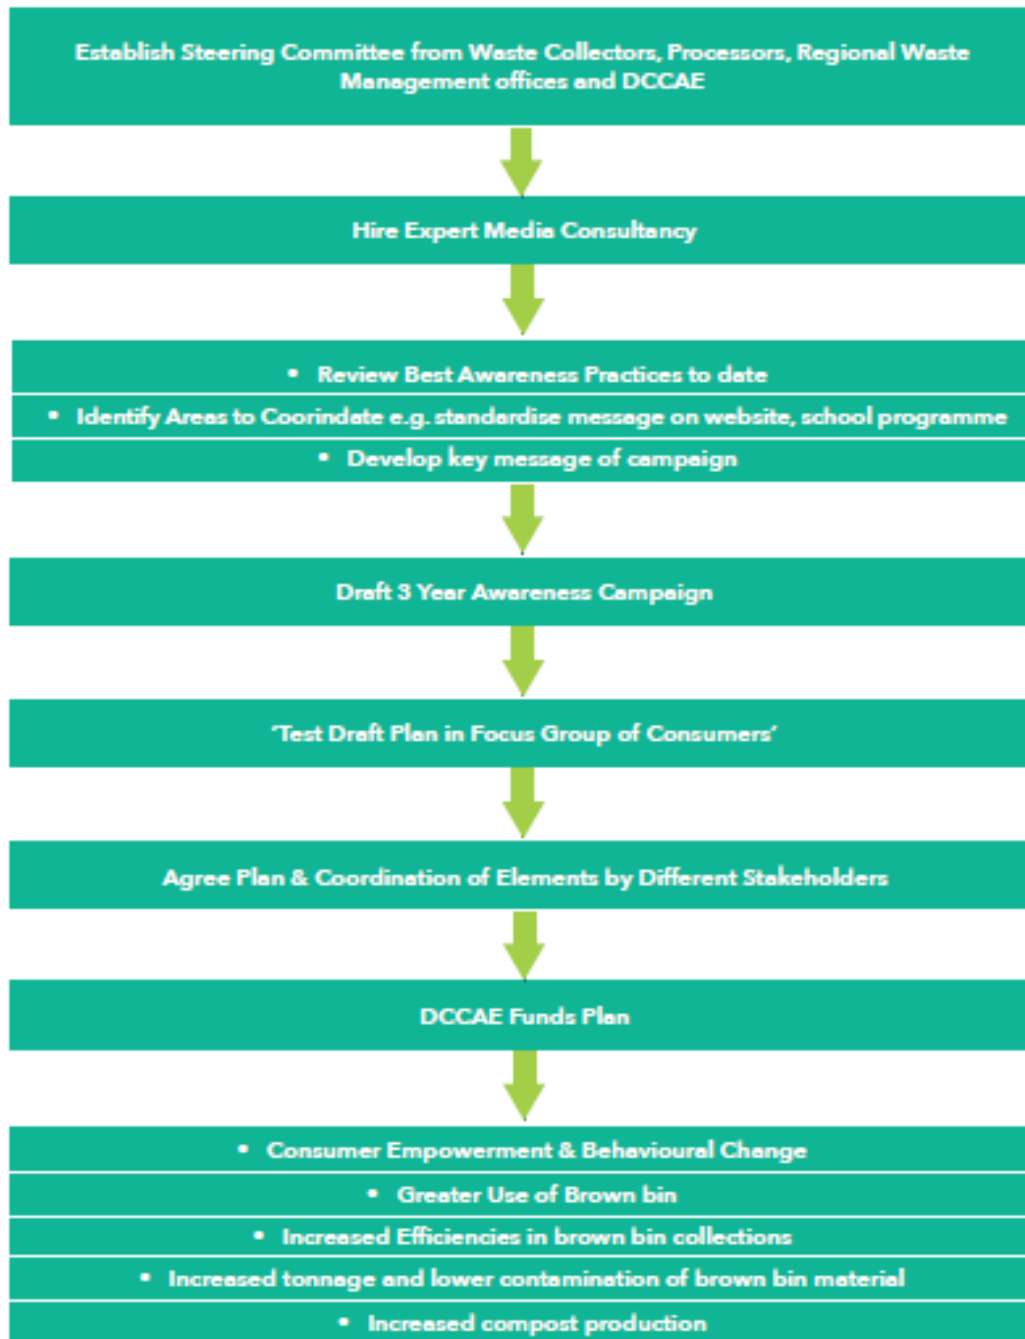 Establish Steering Committee from Waste Collectors, Processors, Regional Waste
Management offices and DCCAE
Hire Expert Media Consultancy
• Review Best Awareness Practices to date
• Identify Areas to Coorindate e.g. standardise message on website, school programme
• Develop key message of campaign
Draft 3 Year Awareness Campaign
‘Test Draft Plan in Focus Group of Consumers’
Agree Plan & Coordination of Elements by Different Stakeholders
DCCAE Funds Plan
• Consumer Empowerment & Behavioural Change
• Greater Use of Brown bin
• Increased Efficiencies in brown bin collections
• Increased tonnage and lower contamination of brown bin material
• Increased compost production